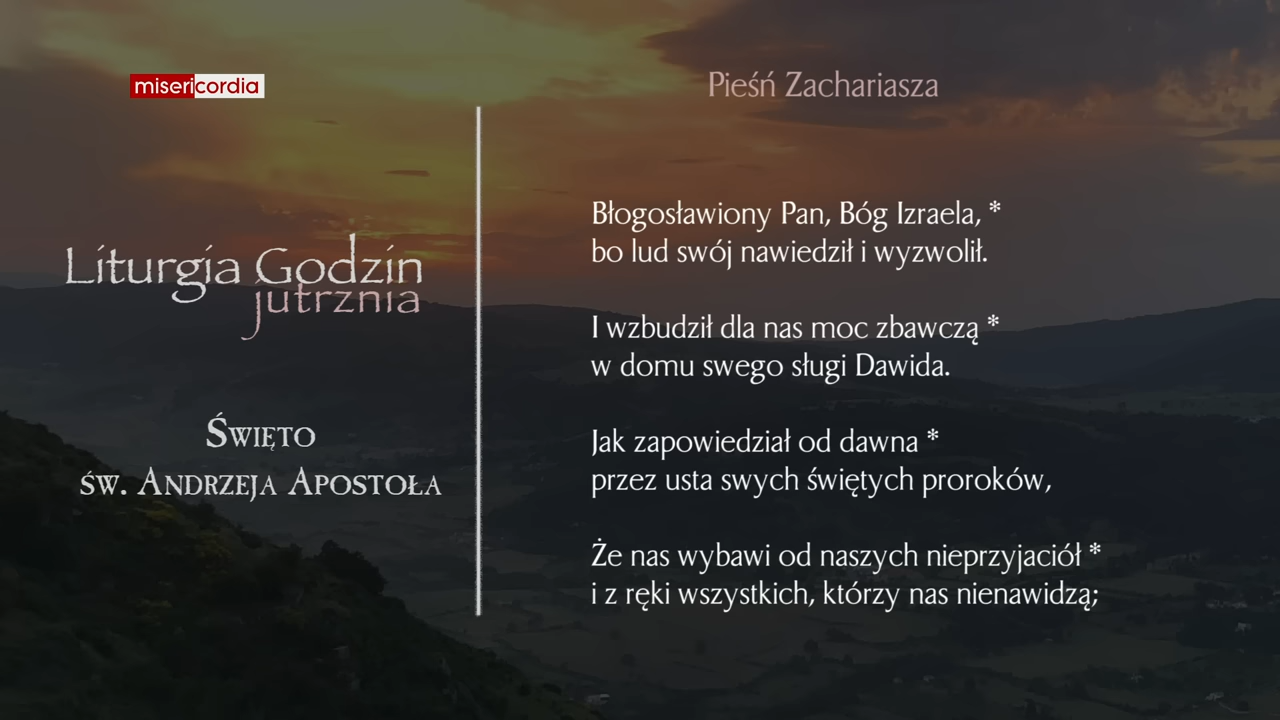 misericordia
Liturgia Godzin
jutrznia
Święto
św. Andrzeja Apostoła
Pieśń Zachariasza
Błogosławiony Pan, Bóg Izraela, *
bo lud swój nawiedził i wyzwolił.
I wzbudził dla nas moc zbawczą *
w domu swego sługi Dawida.
Jak zapowiedział od dawna *
przez usta swych świętych proroków,
Że nas wybawi od naszych nieprzyjaciół *
i z ręki wszystkich, którzy nas nienawidzą;